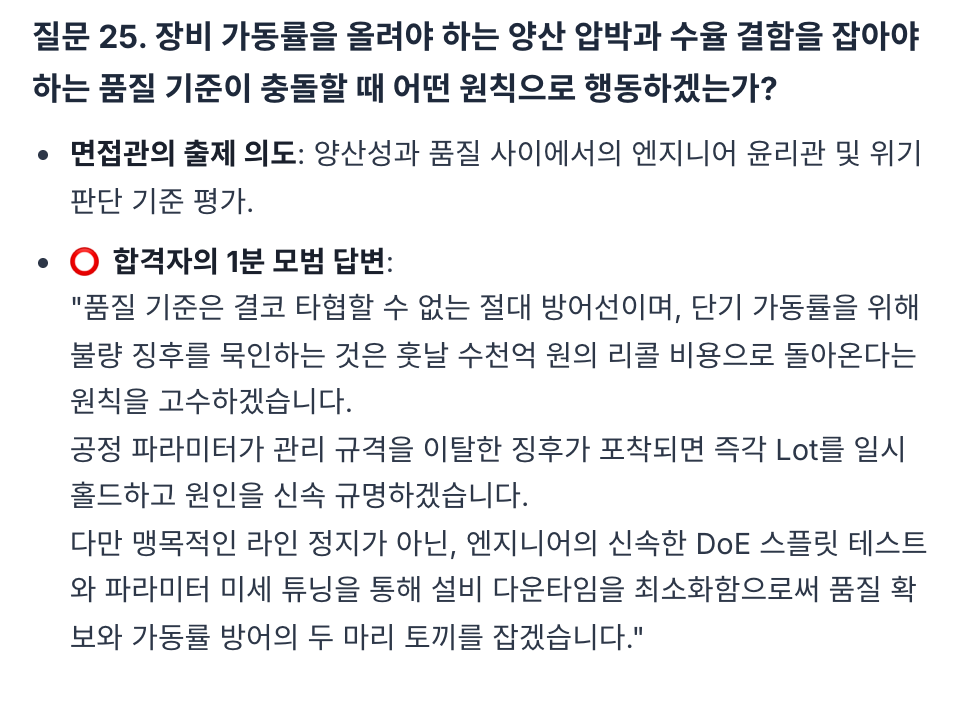 질문 25. 장비 가동률을 올려야 하는 양산 압박과 수율 결함을 잡아야
하는 품질 기준이 충돌할 때 어떤 원칙으로 행동하겠는가?
• 면접관의 출제 의도: 양산성과 품질 사이에서의 엔지니어 윤리관 및 위기
판단 기준 평가.
• ⭕ 합격자의 1분 모범 답변:
"품질 기준은 결코 타협할 수 없는 절대 방어선이며, 단기 가동률을 위해
불량 징후를 묵인하는 것은 훗날 수천억 원의 리콜 비용으로 돌아온다는
원칙을 고수하겠습니다.
공정 파라미터가 관리 규격을 이탈한 징후가 포착되면 즉각 Lot를 일시
홀드하고 원인을 신속 규명하겠습니다.
다만 맹목적인 라인 정지가 아닌, 엔지니어의 신속한 DoE 스플릿 테스트
와 파라미터 미세 튜닝을 통해 설비 다운타임을 최소화함으로써 품질 확
보와 가동률 방어의 두 마리 토끼를 잡겠습니다."